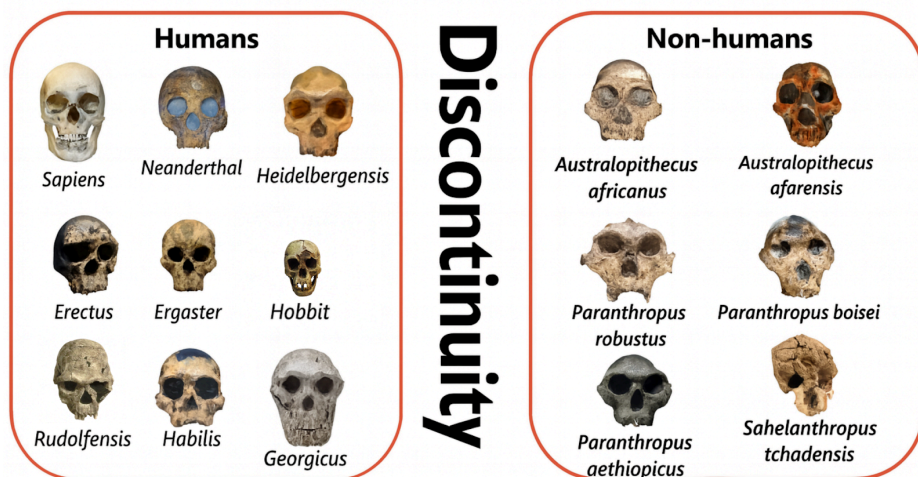 Humans
Sapiens
Neanderthal
Heidelbergensis
Erectus
Ergaster
Hobbit
Rudolfensis
Habilis
Georgicus
Discontinuity
Non-humans
Australopithecus
africanus
Australopithecus
afarensis
Paranthropus
robustus
Paranthropus boisei
Paranthropus
aethiopicus
Sahelanthropus
tchadensis